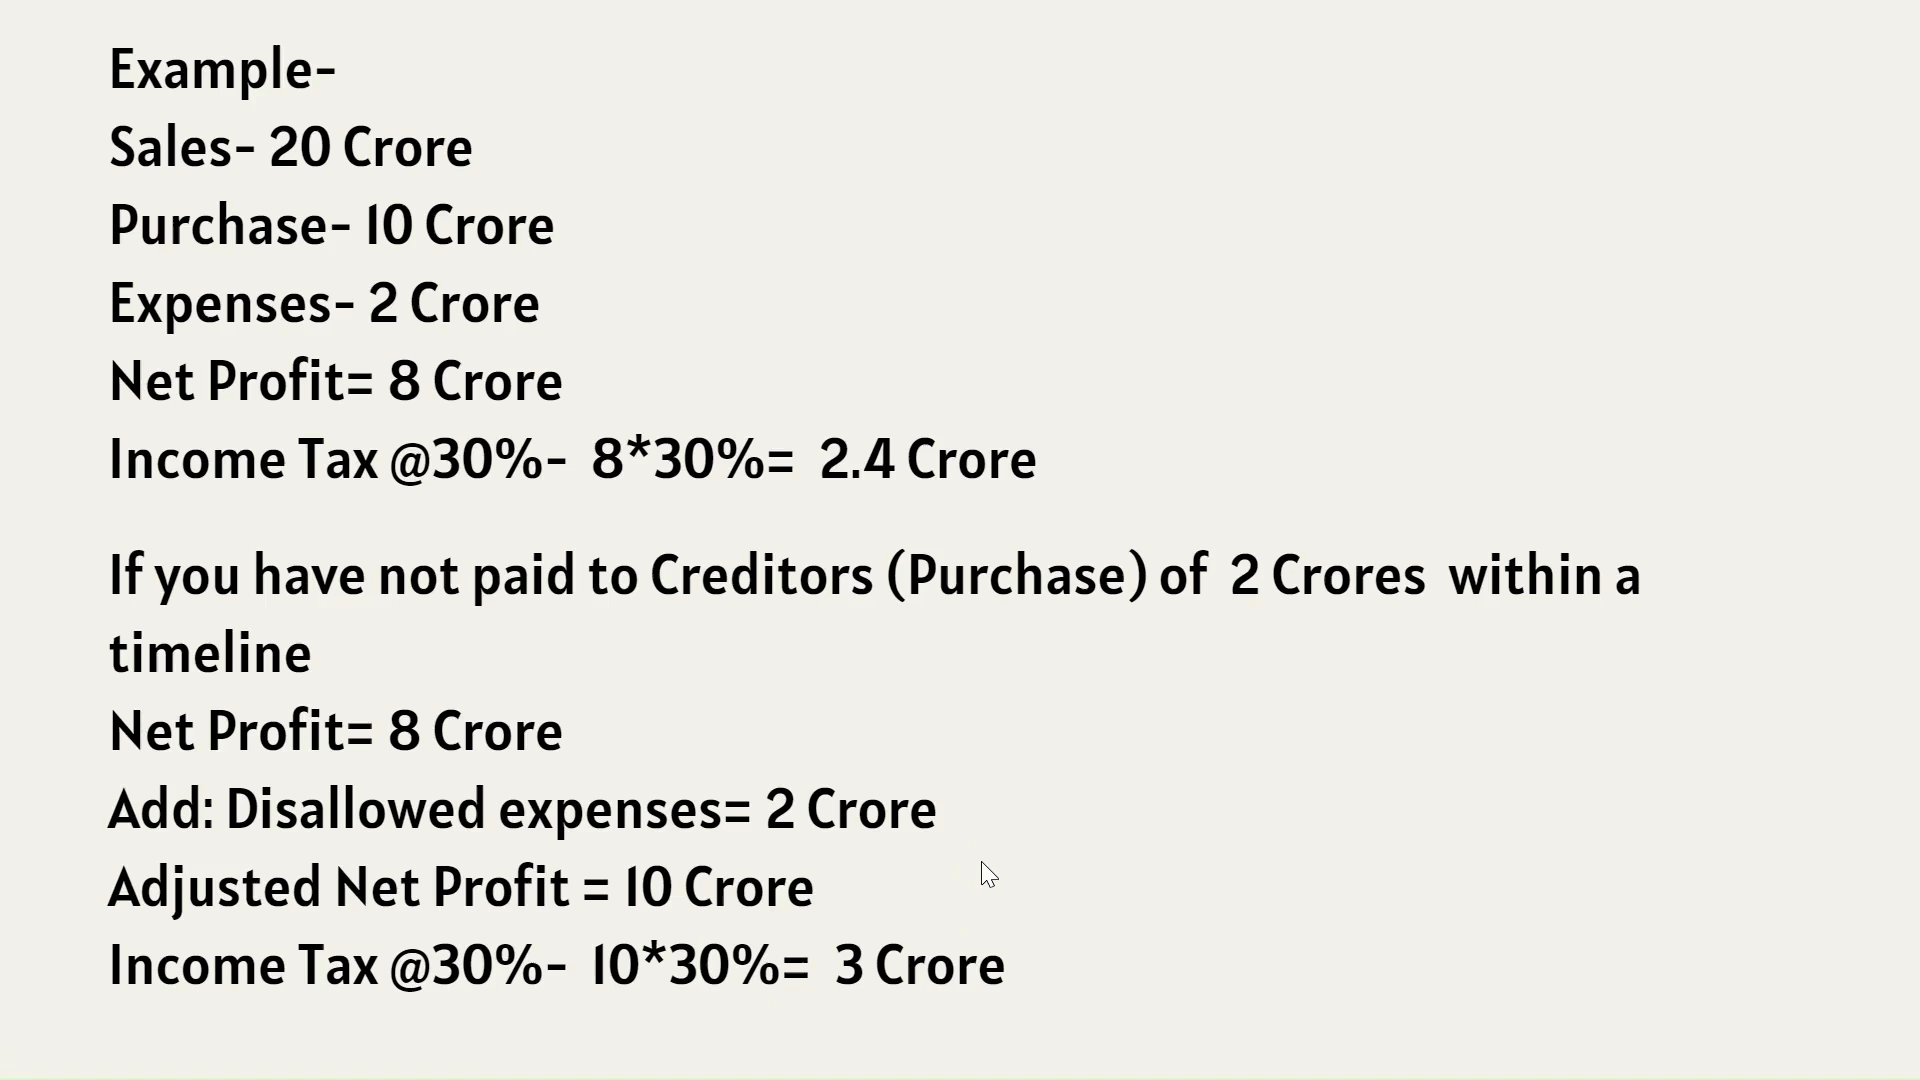 Example-
Sales- 20 Crore
Purchase- 10 Crore
Expenses- 2 Crore
Net Profit= 8 Crore
Income Tax @30%- 8*30%= 2.4 Crore
If you have not paid to Creditors (Purchase) of 2 Crores within a
timeline
Net Profit= 8 Crore
Add: Disallowed expenses= 2 Crore
Adjusted Net Profit = 10 Crore
Income Tax @30%- 10*30%= 3 Crore